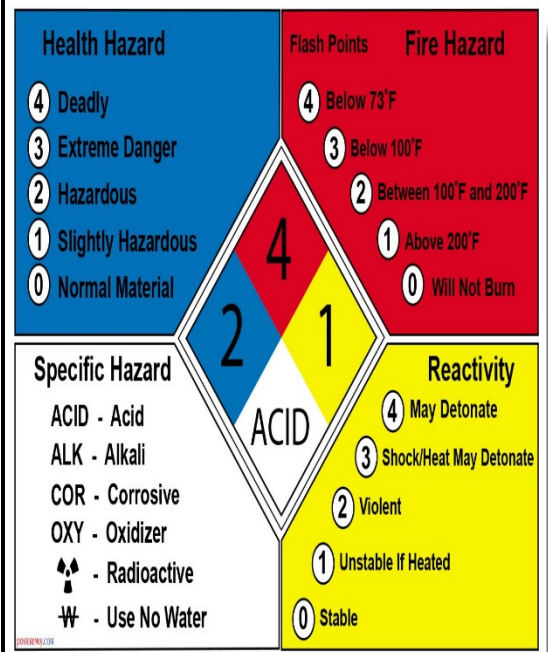 Health Hazard
4 Deadly
3 Extreme Danger
2 Hazardous
1 Slightly Hazardous
0 Normal Material
Flash Points Fire Hazard
4 Below 73°F
3 Below 100°F
2 Between 100°F and 200°F
1 Above 200°F
0 Will Not Burn
4
2 1
ACID
Specific Hazard
ACID - Acid
ALK - Alkali
COR - Corrosive
OXY - Oxidizer
- Radioactive
W - Use No Water
Reactivity
4 May Detonate
3 Shock/Heat May Detonate
2 Violent
1 Unstable If Heated
0 Stable